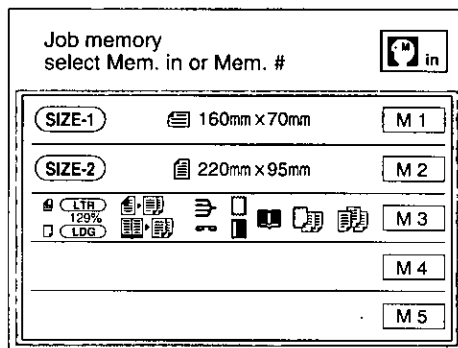 Job memory
select Mem. in or Mem. #
M in
SIZE-1 160mm x 70mm M 1
SIZE-2 220mm x 95mm M 2
LTR
129%
LDG
M 3
M 4
M 5